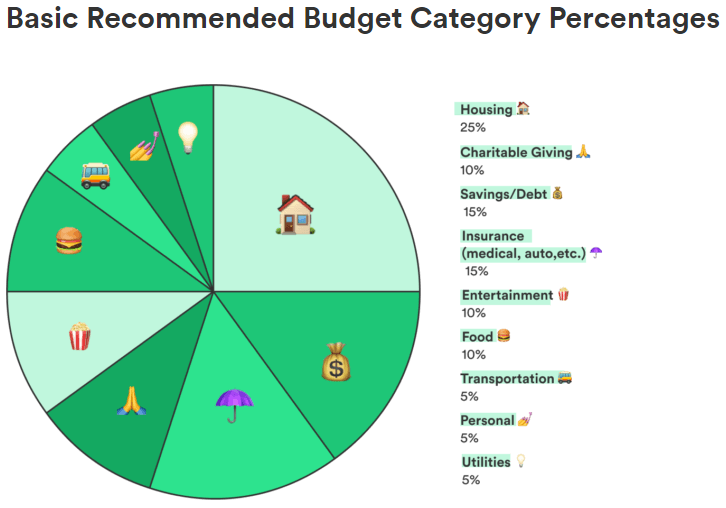 Basic Recommended Budget Category Percentages
Housing
25%
Charitable Giving
10%
Savings/Debt
15%
Insurance
(medical, auto,etc.)
15%
Entertainment
10%
Food
10%
Transportation
5%
Personal
5%
Utilities
5%